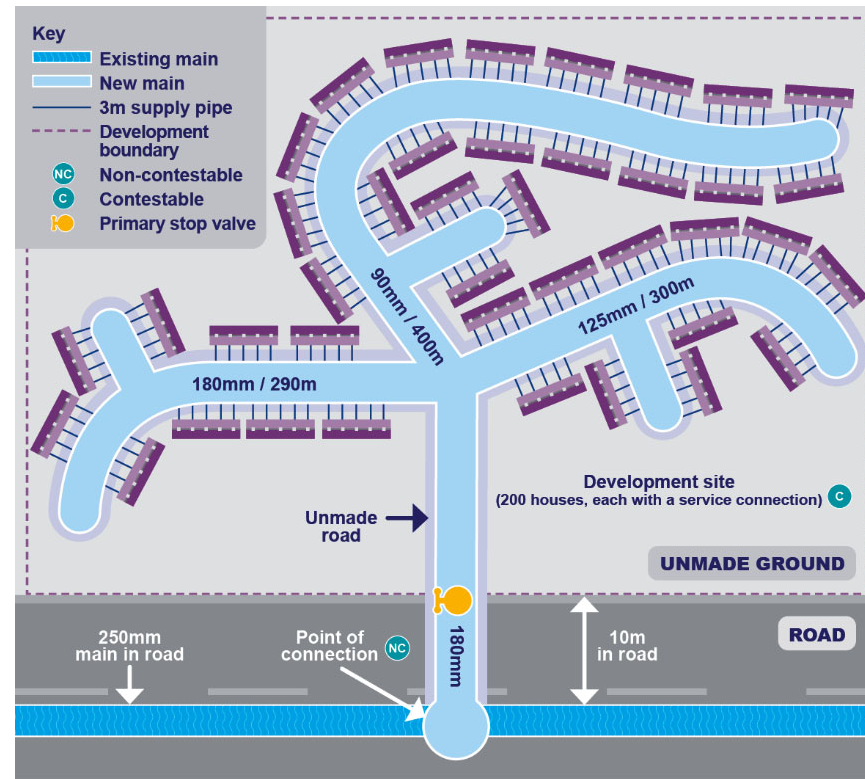 Key
Existing main
New main
3m supply pipe
Development
boundary
NC
Non-contestable
C
Contestable
Primary stop valve
90mm / 400m
125mm / 300m
180mm / 290m
Development site
(200 houses, each with a service connection)
C
Unmade
road
UNMADE GROUND
250mm
main in road
Point of
connection
NC
180mm
10m
in road
ROAD